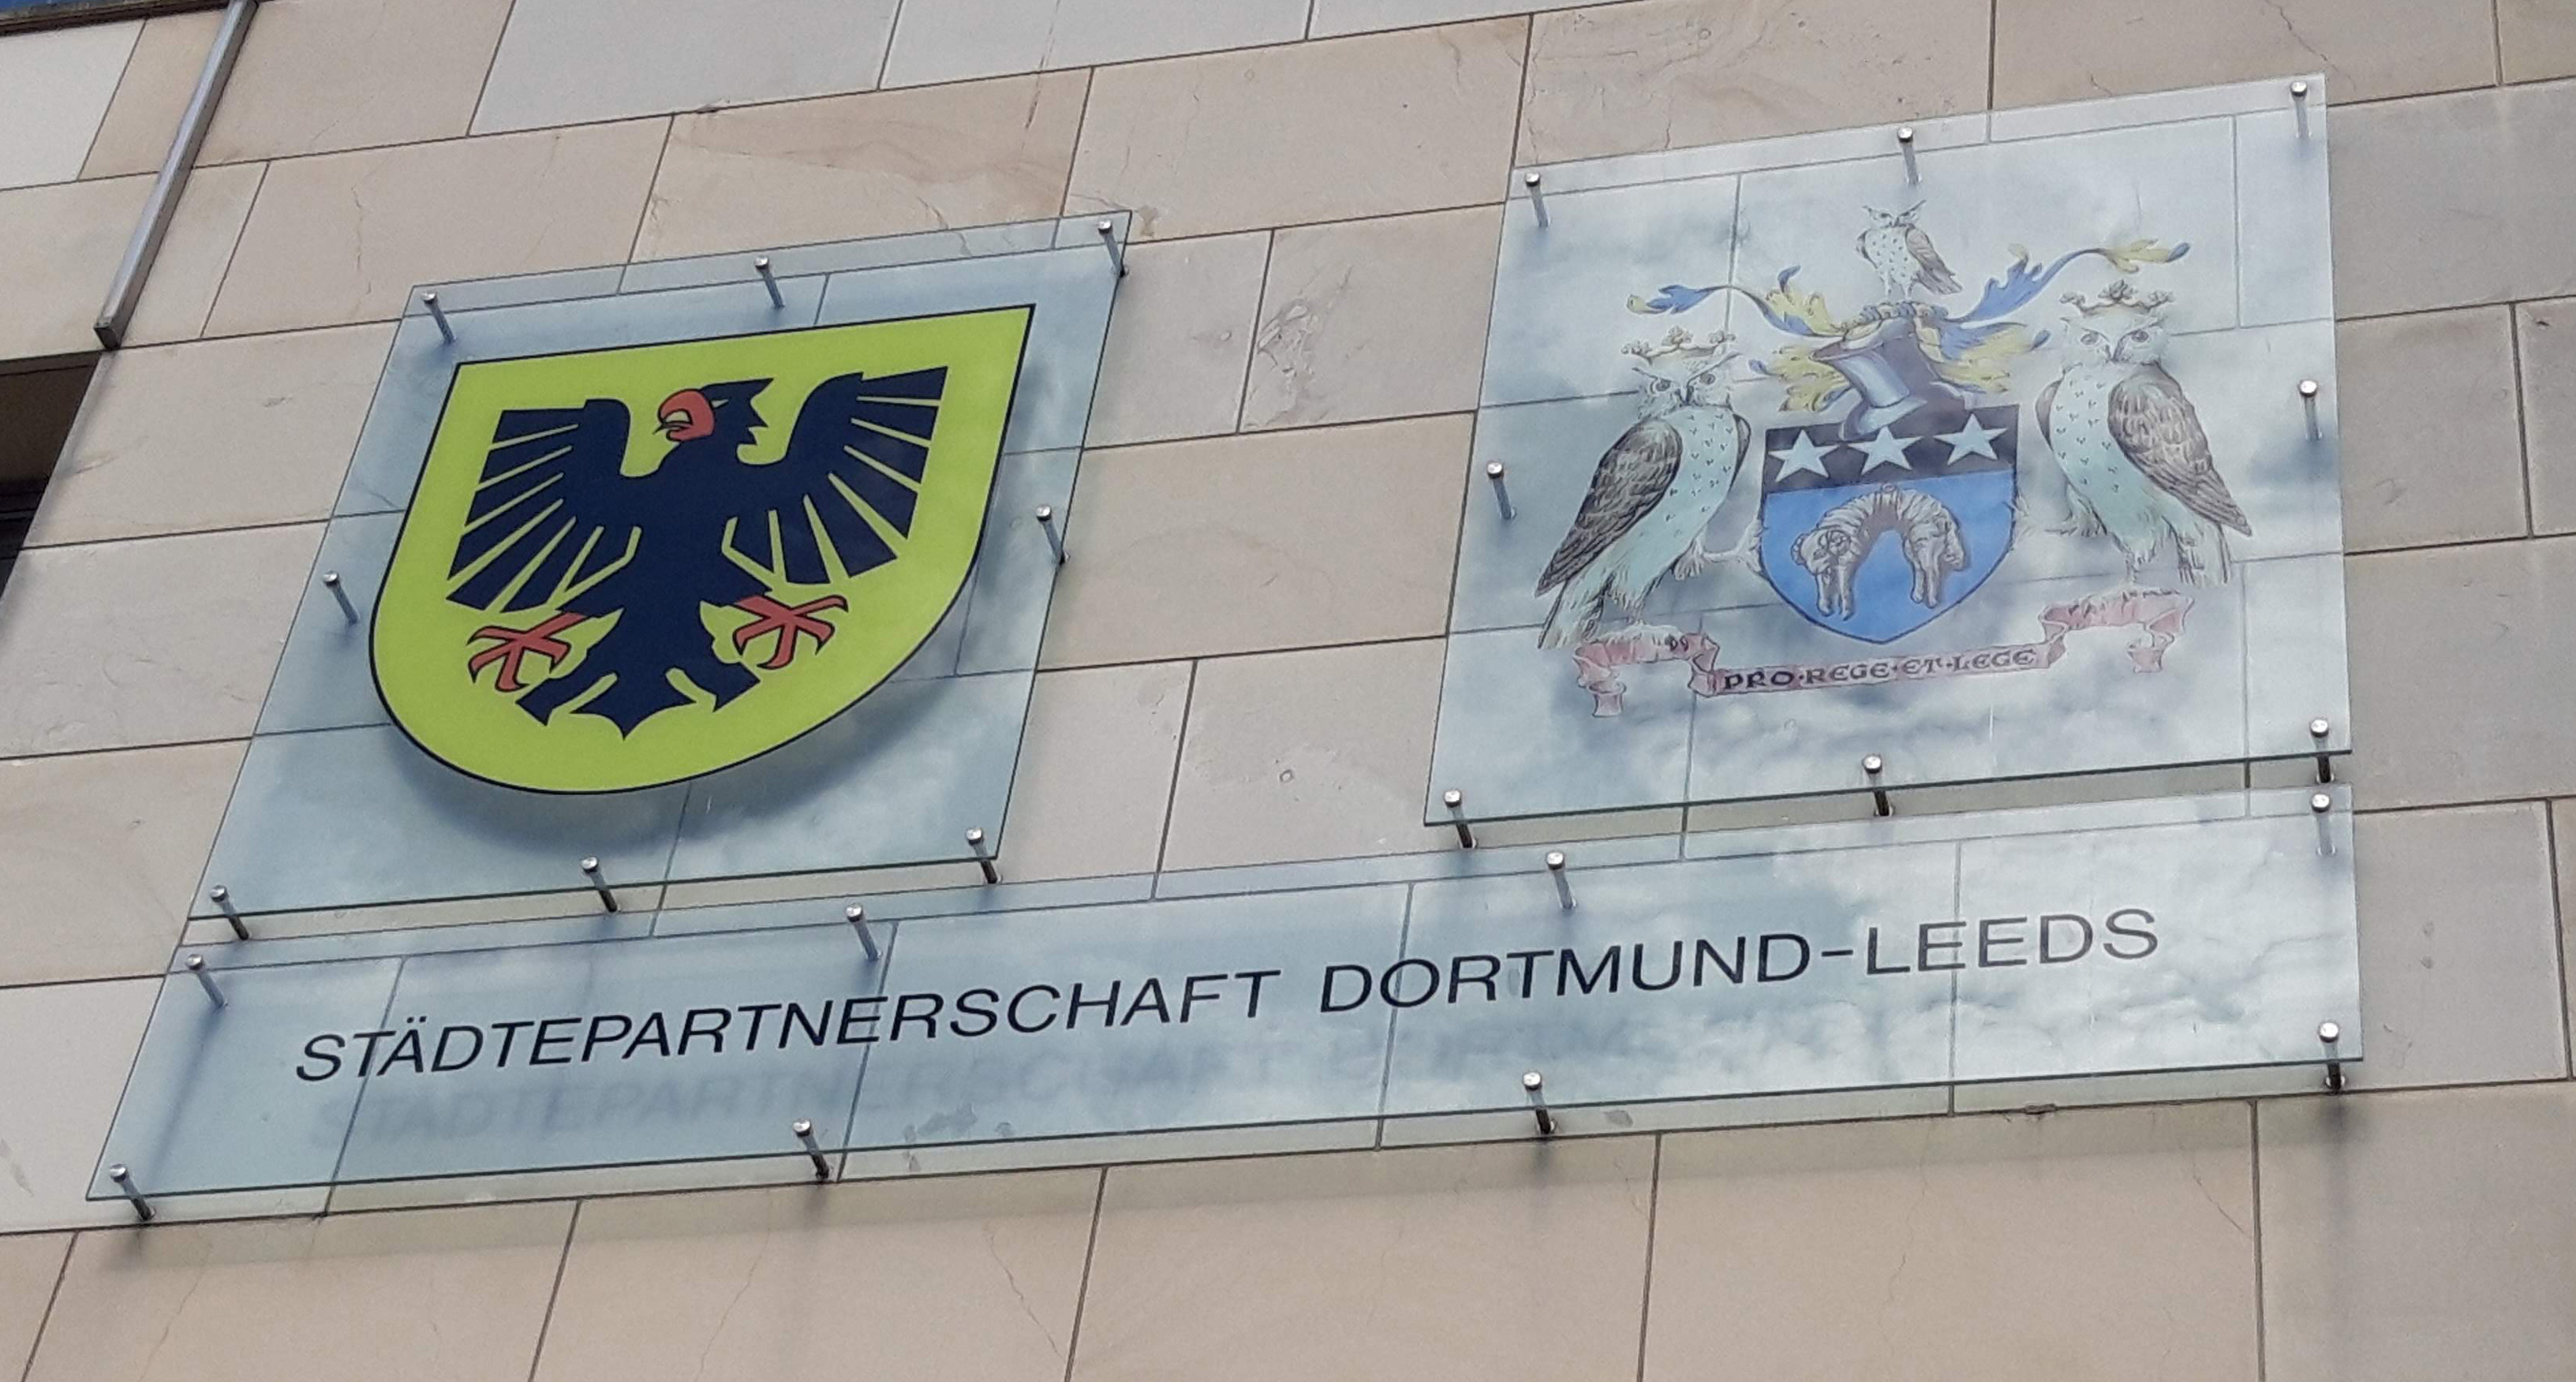 PRO·REGE·ET·LEGE
STÄDTEPARTNERSCHAFT DORTMUND-LEEDS